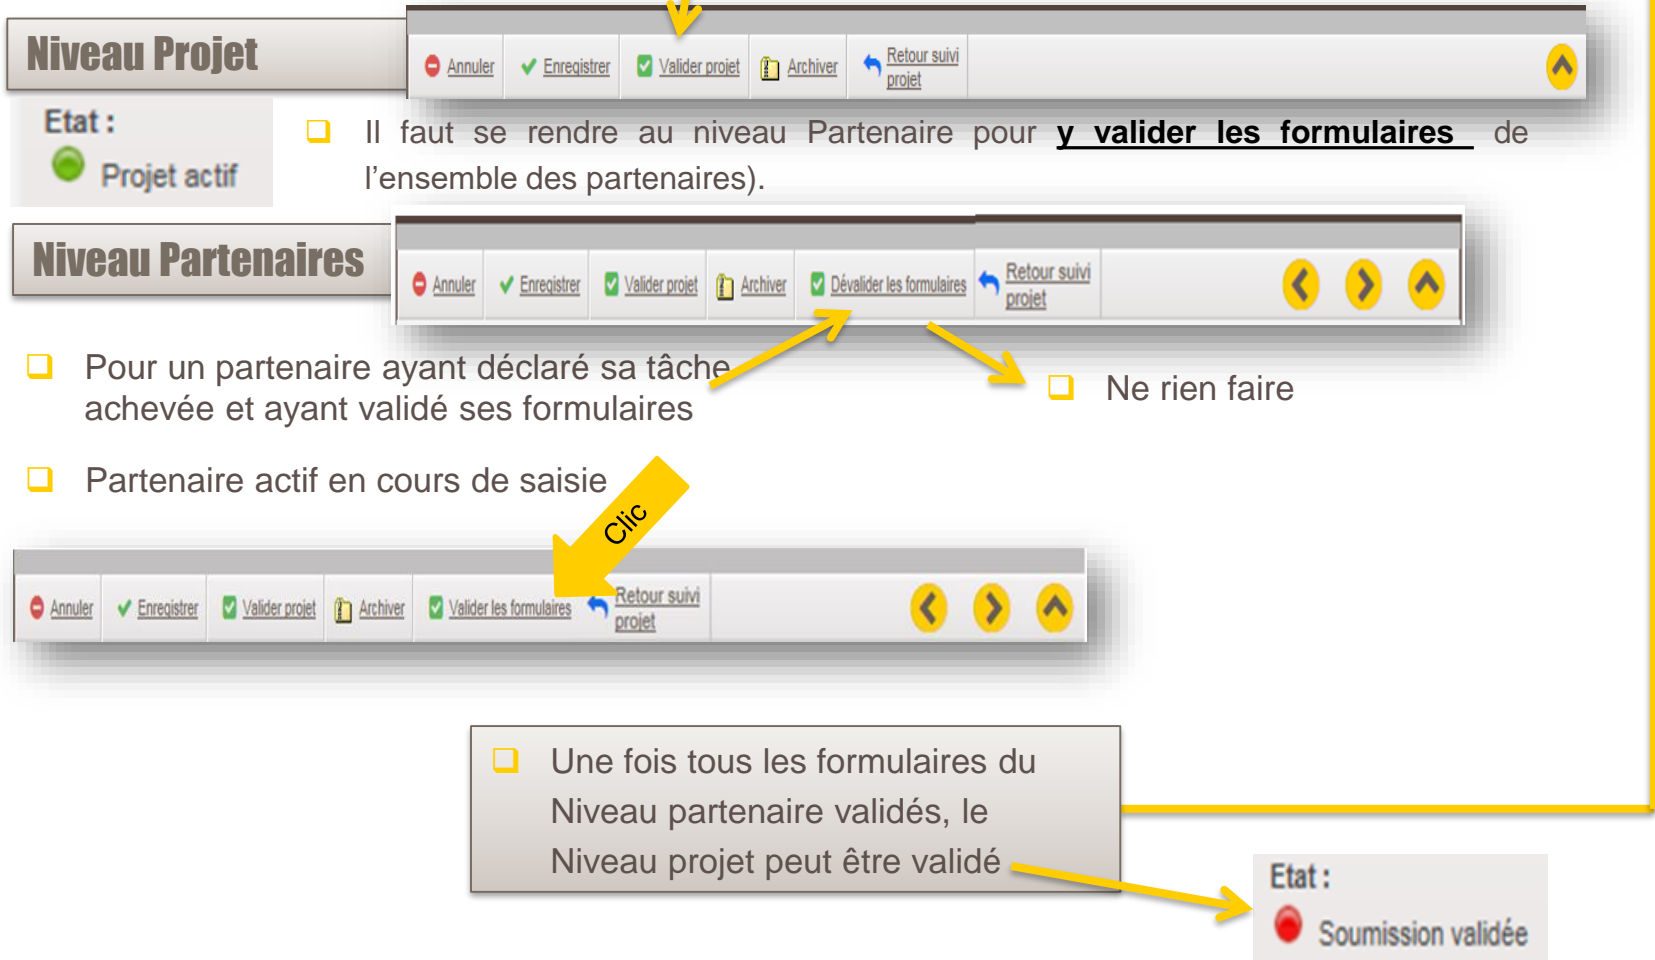 Niveau Projet
Annuler
Enregistrer
Valider projet
Archiver
Retour suivi
projet
Etat :
Projet actif
Il faut se rendre au niveau Partenaire pour y valider les formulaires de
l’ensemble des partenaires).
Niveau Partenaires
Annuler
Enregistrer
Valider projet
Archiver
Dévalider les formulaires
Retour suivi
projet
Pour un partenaire ayant déclaré sa tâche
achevée et ayant validé ses formulaires
Ne rien faire
Partenaire actif en cours de saisie
Clic
Annuler
Enregistrer
Valider projet
Archiver
Valider les formulaires
Retour suivi
projet
Une fois tous les formulaires du
Niveau partenaire validés, le
Niveau projet peut être validé
Etat :
Soumission validée